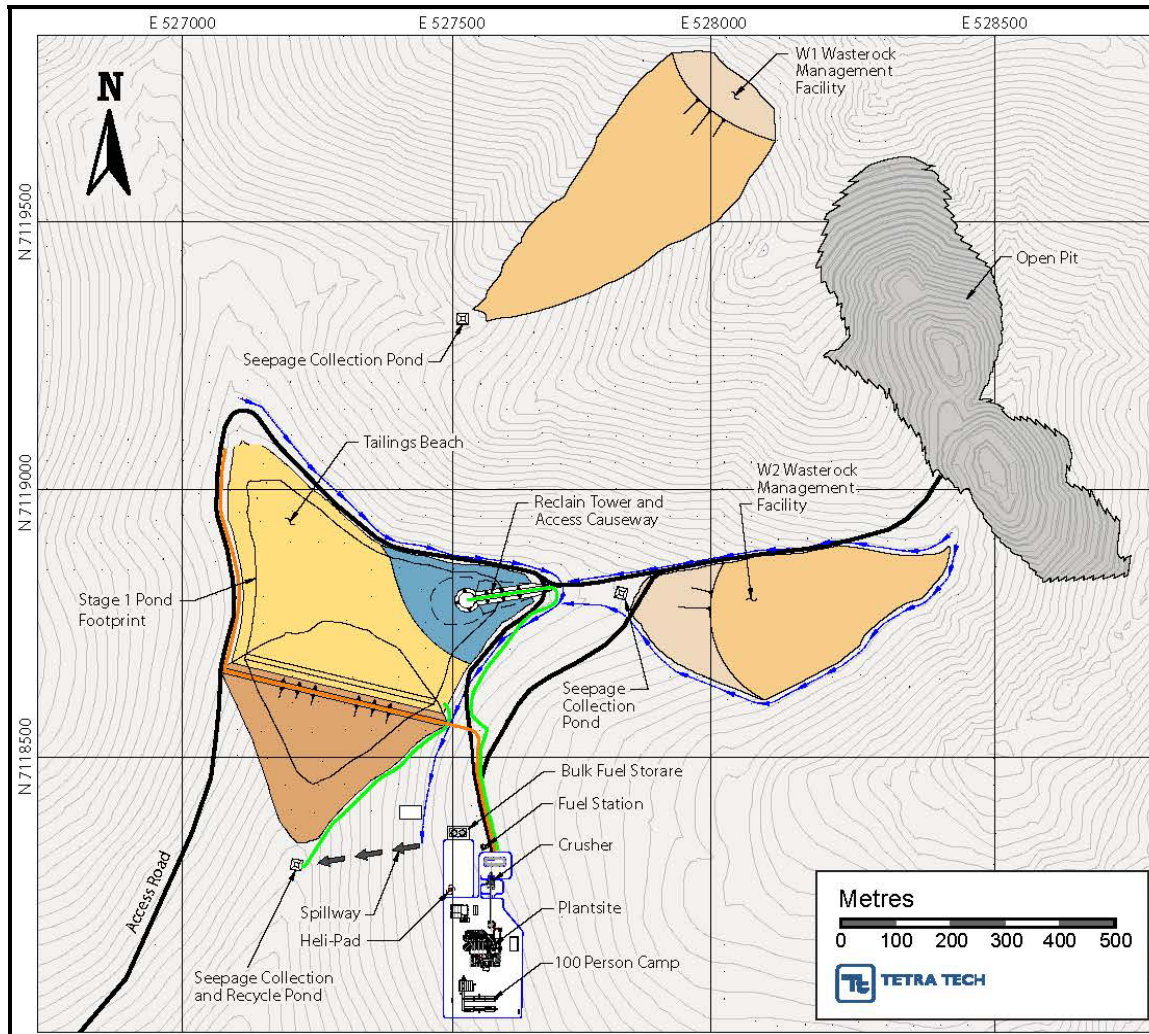 E 527000
E 527500
E 528000
E 528500
W1 Wasterock
Management
Facility
N
N 7119500
Open Pit
Seepage Collection Pond
Tailings Beach
N 7119000
Reclain Tower and
Access Causeway
W2 Wasterock
Management
Facility
Stage 1 Pond
Footprint
Seepage
Collection
Pond
N 7118500
Bulk Fuel Storare
Fuel Station
Crusher
Access Road
Spillway
Heli-Pad
Plantsite
Seepage Collection
and Recycle Pond
100 Person Camp
Metres
0 100 200 300 400 500
Tt TETRA TECH